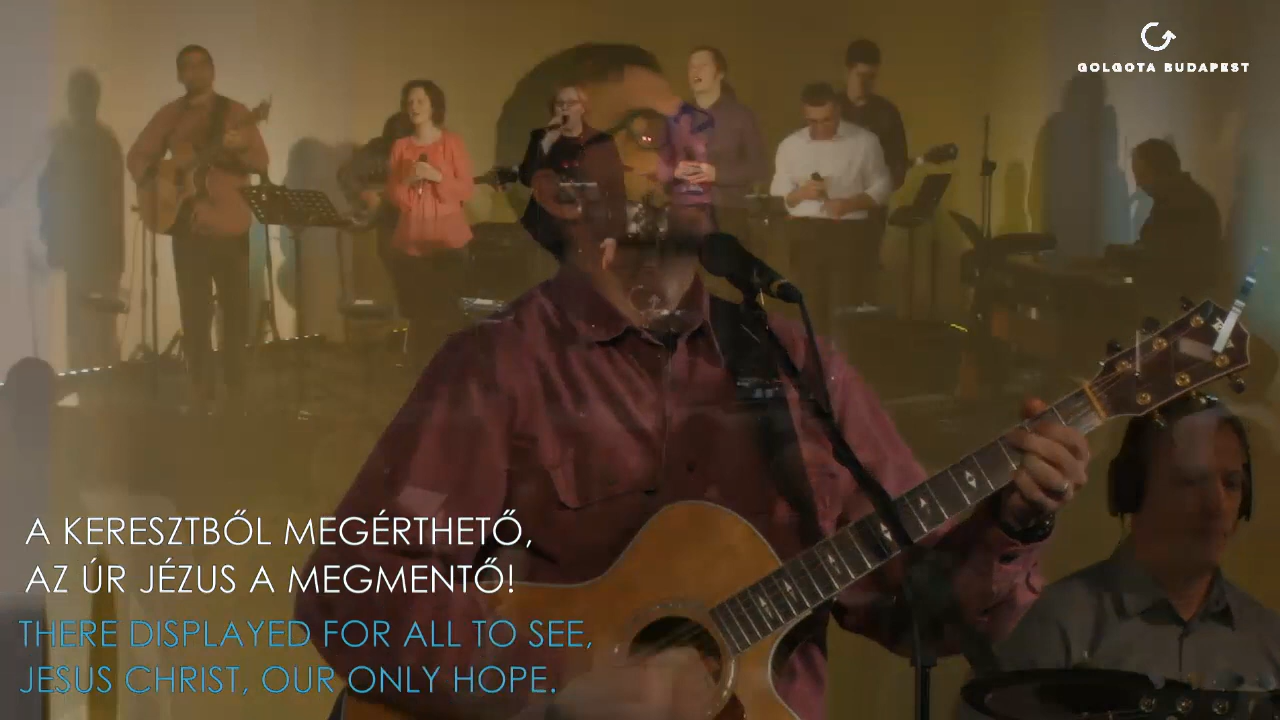 GOLGOTA BUDAPEST
A KERESZTBŐL MEGÉRTHETŐ,
AZ ÚR JÉZUS A MEGMENTŐ!
THERE DISPLAYED FOR ALL TO SEE,
JESUS CHRIST, OUR ONLY HOPE.